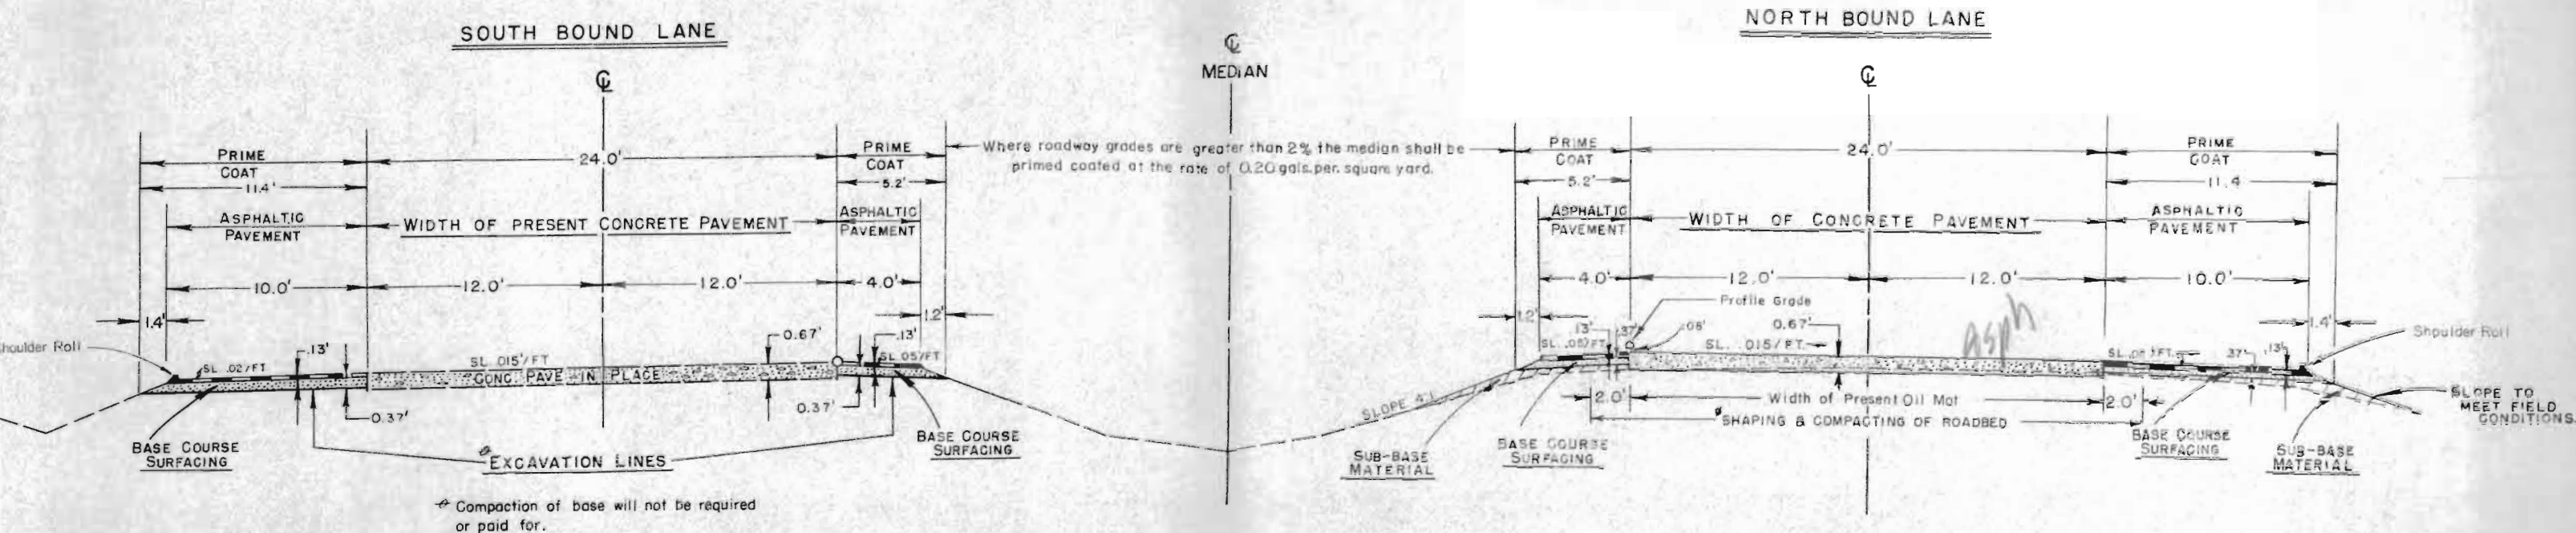 SOUTH BOUND LANE
NORTH BOUND LANE
℄
MEDIAN
℄
℄
PRIME
COAT
11.4'
24.0'
PRIME
COAT
5.2'
Where roadway grades are greater than 2% the median shall be
primed coated at the rate of 0.20 gals.per. square yard.
PRIME
COAT
5.2'
24.0'
PRIME
COAT
11.4
ASPHALTIC
PAVEMENT
WIDTH OF PRESENT CONCRETE PAVEMENT
ASPHALTIC
PAVEMENT
ASPHALTIC
PAVEMENT
WIDTH OF CONCRETE PAVEMENT
ASPHALTIC
PAVEMENT
10.0'
12.0'
12.0'
4.0'
4.0'
12.0'
12.0'
10.0'
1.4'
1.2'
1.2'
Profile Grade
1.4'
houlder Roll
SL .02/FT
.13'
SL .015'/FT
0.67'
.13'
SL .05/FT
CONC. PAVE. IN PLACE
0.37'
0.37'
.13'
.37'
SL. .05/FT.
SL. .015/FT.
0.67'
Asph
.37'
.13'
Shoulder Roll
BASE COURSE
SURFACING
EXCAVATION LINES
BASE COURSE
SURFACING
SLOPE 4:1
2.0'
Width of Present Oil Mat
2.0'
SHAPING & COMPACTING OF ROADBED
SLOPE TO
MEET FIELD
CONDITIONS.
SUB-BASE
MATERIAL
BASE COURSE
SURFACING
BASE COURSE
SURFACING
SUB-BASE
MATERIAL
Compaction of base will not be required
or paid for.